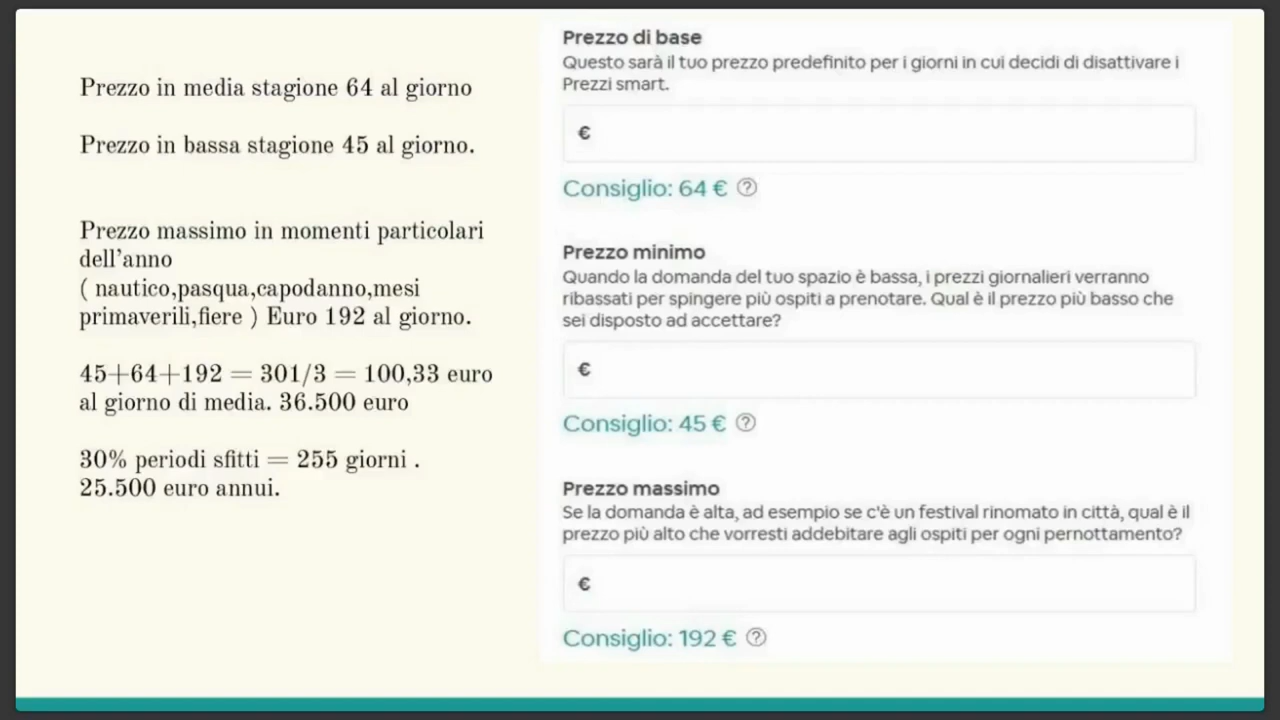 Prezzo in media stagione 64 al giorno
Prezzo in bassa stagione 45 al giorno.
Prezzo massimo in momenti particolari
dell'anno
( nautico,pasqua,capodanno,mesi
primaverili,fiere ) Euro 192 al giorno.
45+64+192 = 301/3 = 100,33 euro
al giorno di media. 36.500 euro
30% periodi sfitti = 255 giorni .
25.500 euro annui.
Prezzo di base
Questo sarà il tuo prezzo predefinito per i giorni in cui decidi di disattivare i
Prezzi smart.
€
Consiglio: 64 € ?
Prezzo minimo
Quando la domanda del tuo spazio è bassa, i prezzi giornalieri verranno
ribassati per spingere più ospiti a prenotare. Qual è il prezzo più basso che
sei disposto ad accettare?
€
Consiglio: 45 € ?
Prezzo massimo
Se la domanda è alta, ad esempio se c'è un festival rinomato in città, qual è il
prezzo più alto che vorresti addebitare agli ospiti per ogni pernottamento?
€
Consiglio: 192 € ?